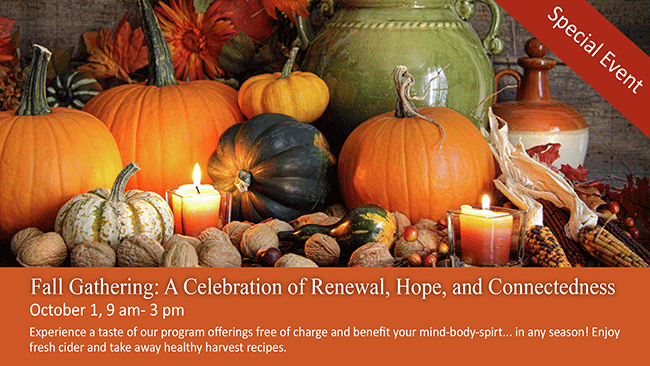 Special Event
Fall Gathering: A Celebration of Renewal, Hope, and Connectedness
October 1, 9 am- 3 pm
Experience a taste of our program offerings free of charge and benefit your mind-body-spirt... in any season! Enjoy
fresh cider and take away healthy harvest recipes.